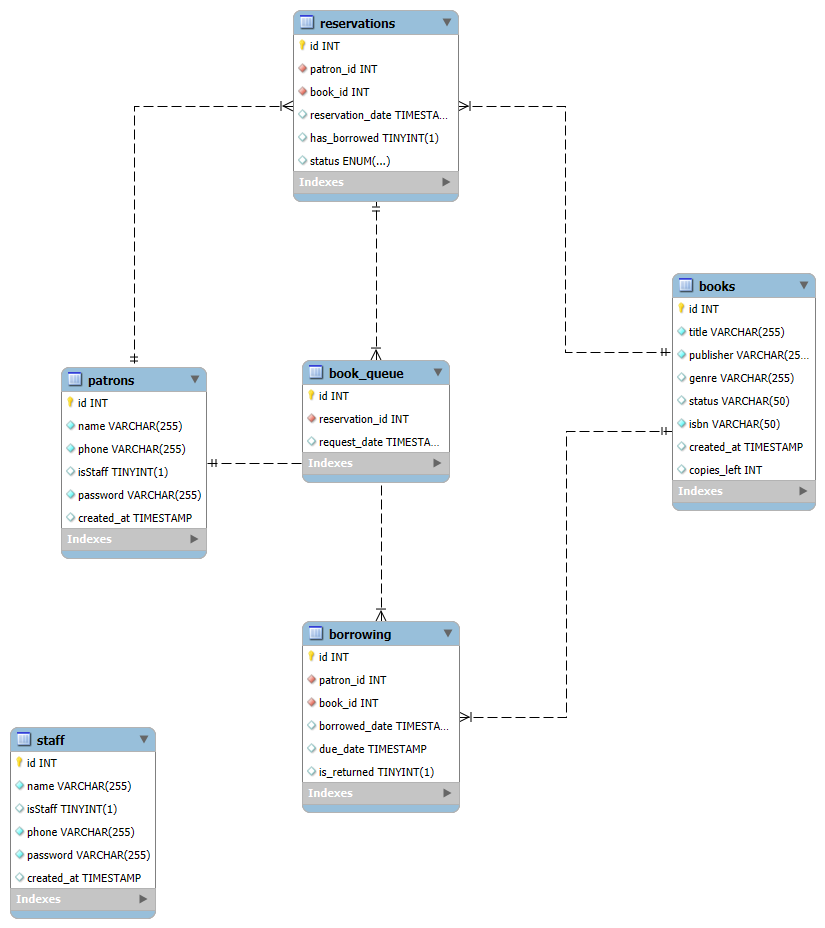 reservations
id INT
patron_id INT
book_id INT
reservation_date TIMESTA...
has_borrowed TINYINT(1)
status ENUM(...)
Indexes
books
id INT
title VARCHAR(255)
publisher VARCHAR(25...
genre VARCHAR(255)
status VARCHAR(50)
isbn VARCHAR(50)
created_at TIMESTAMP
copies_left INT
Indexes
patrons
id INT
name VARCHAR(255)
phone VARCHAR(255)
isStaff TINYINT(1)
password VARCHAR(255)
created_at TIMESTAMP
Indexes
book_queue
id INT
reservation_id INT
request_date TIMESTA...
Indexes
borrowing
id INT
patron_id INT
book_id INT
borrowed_date TIMESTA...
due_date TIMESTAMP
is_returned TINYINT(1)
Indexes
staff
id INT
name VARCHAR(255)
isStaff TINYINT(1)
phone VARCHAR(255)
password VARCHAR(255)
created_at TIMESTAMP
Indexes